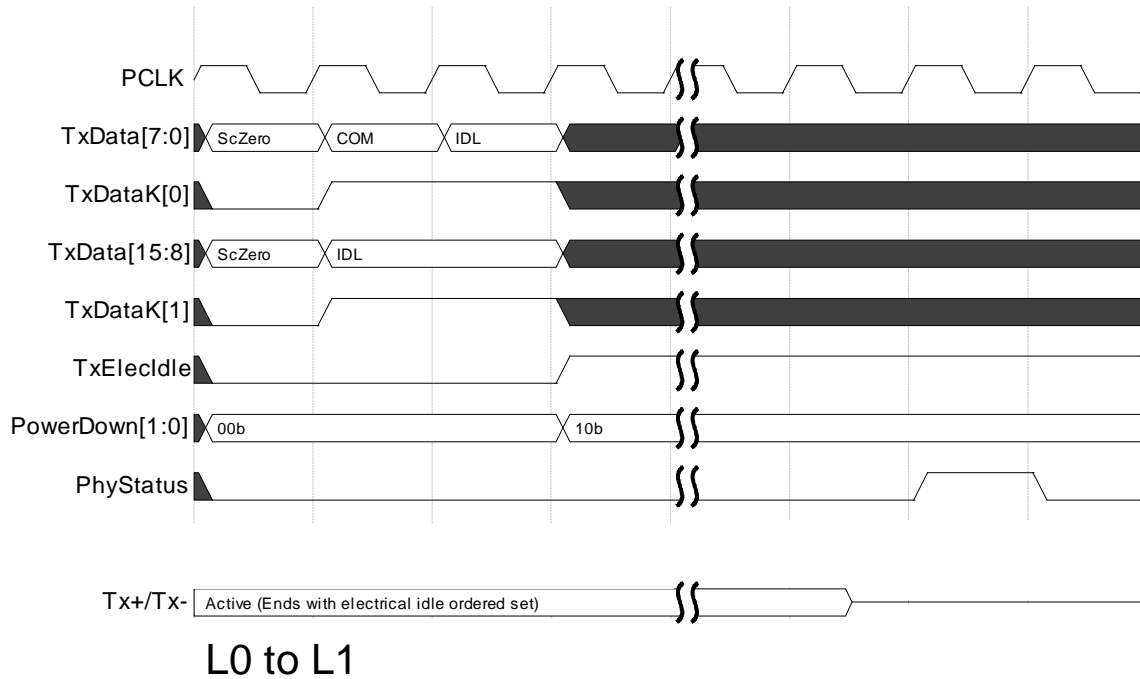 PCLK
TxData[7:0] ScZero COM IDL
TxDataK[0]
TxData[15:8] ScZero IDL
TxDataK[1]
TxElecIdle
PowerDown[1:0] 00b 10b
PhyStatus
Tx+/Tx- Active (Ends with electrical idle ordered set)
L0 to L1